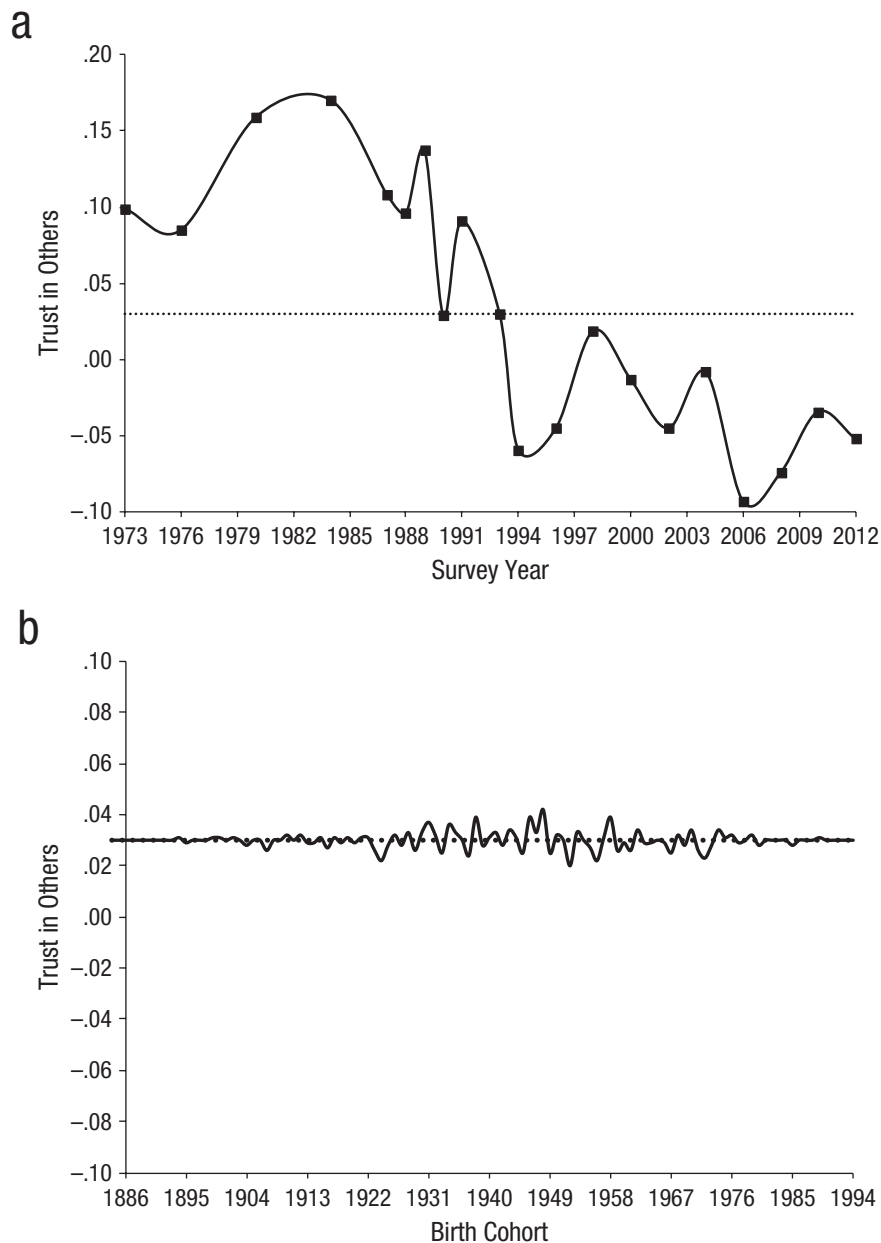 a
.20
.15
.10
.05
.00
–.05
–.10
Trust in Others
1973 1976 1979 1982 1985 1988 1991 1994 1997 2000 2003 2006 2009 2012
Survey Year
b
.10
.08
.06
.04
.02
.00
–.02
–.04
–.06
–.08
–.10
Trust in Others
1886 1895 1904 1913 1922 1931 1940 1949 1958 1967 1976 1985 1994
Birth Cohort